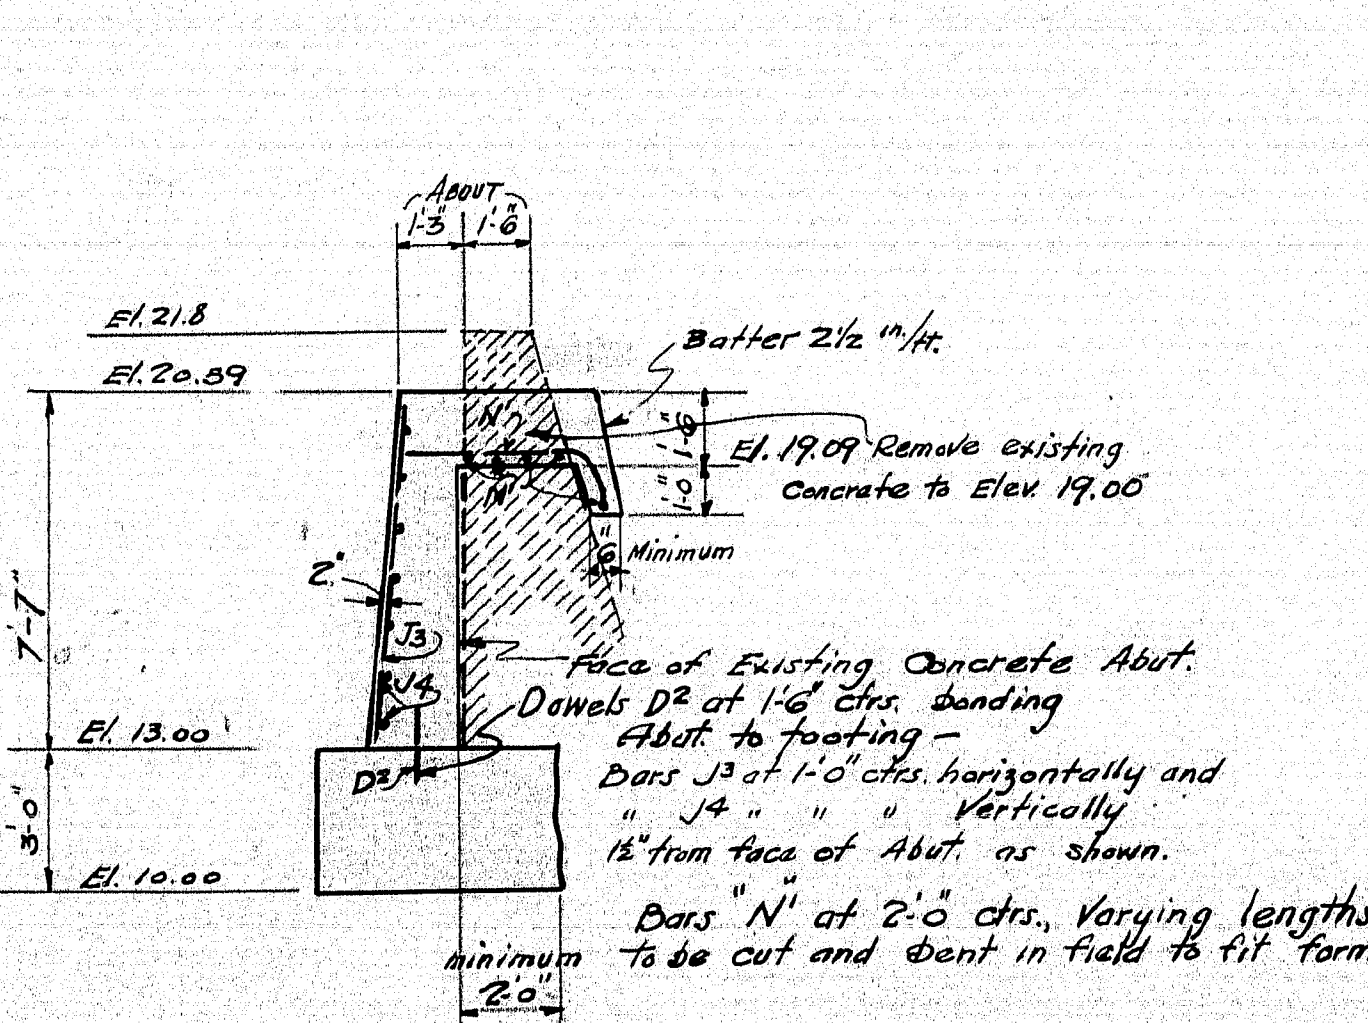 ABOUT
1'-3" 1'-6"
El. 21.8
Batter 2 1/2 in./ft.
El. 20.59
"N"
1'-6"
El. 19.09 Remove existing
Concrete to Elev. 19.00
"M"
1'-0"
6" Minimum
2"
7'-7"
J3
Face of Existing Concrete Abut.
J4
Dowels D2 at 1'-6" ctrs. bonding
Abut. to footing -
El. 13.00
D2
Bars J3 at 1'-0" ctrs. horizontally and
" J4 " " " Vertically
1 1/2" from face of Abut. as shown.
3'-0"
El. 10.00
Bars "N" at 2'-0" ctrs., Varying lengths
to be cut and bent in field to fit form
minimum
2'-0"